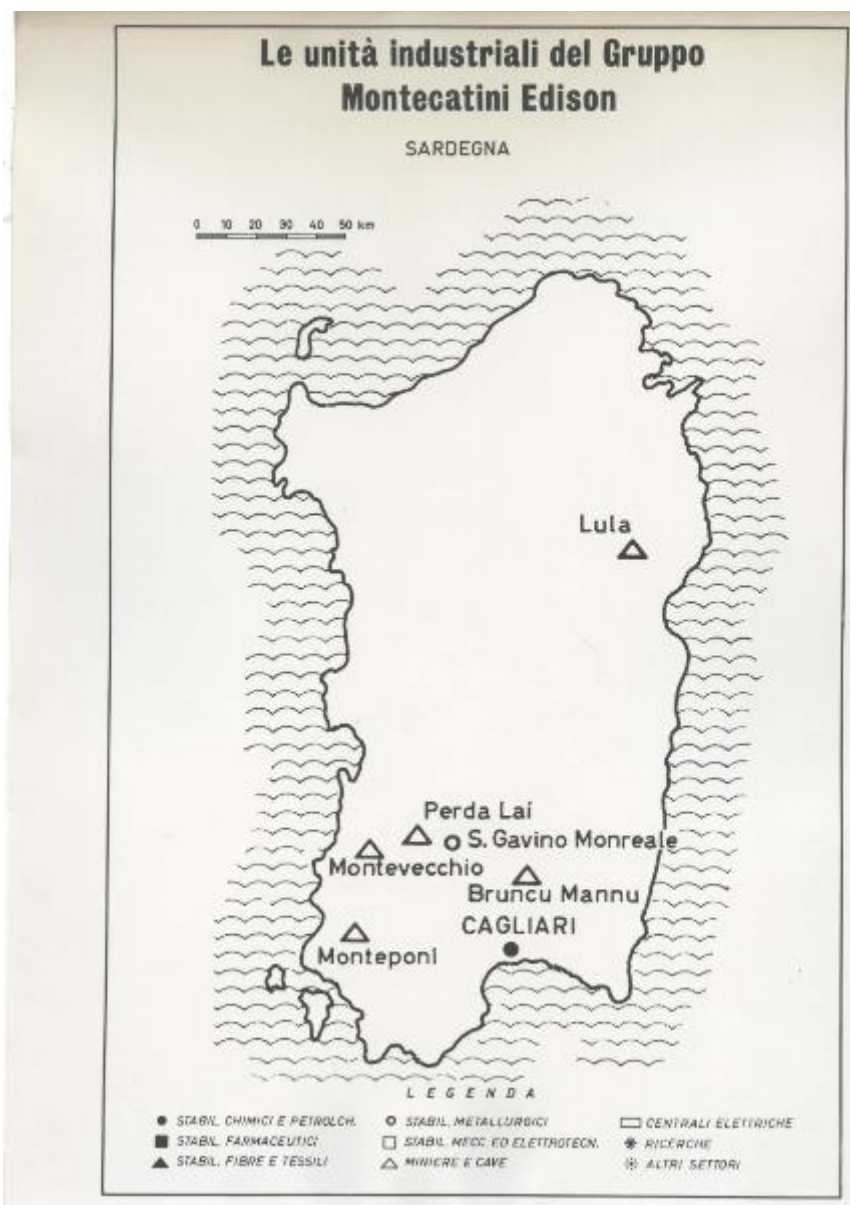 Le unità industriali del Gruppo
Montecatini Edison
SARDEGNA
0 10 20 30 40 50 km
Lula
Perda Lai
S. Gavino Monreale
Montevecchio
Bruncu Mannu
CAGLIARI
Monteponi
LEGENDA
STABIL. CHIMICI E PETROLCH.
STABIL. METALLURGICI
CENTRALI ELETTRICHE
STABIL. FARMACEUTICI
STABIL. MECC. ED ELETTROTECN.
RICERCHE
STABIL. FIBRE E TESSILI
MINIERE E CAVE
ALTRI SETTORI